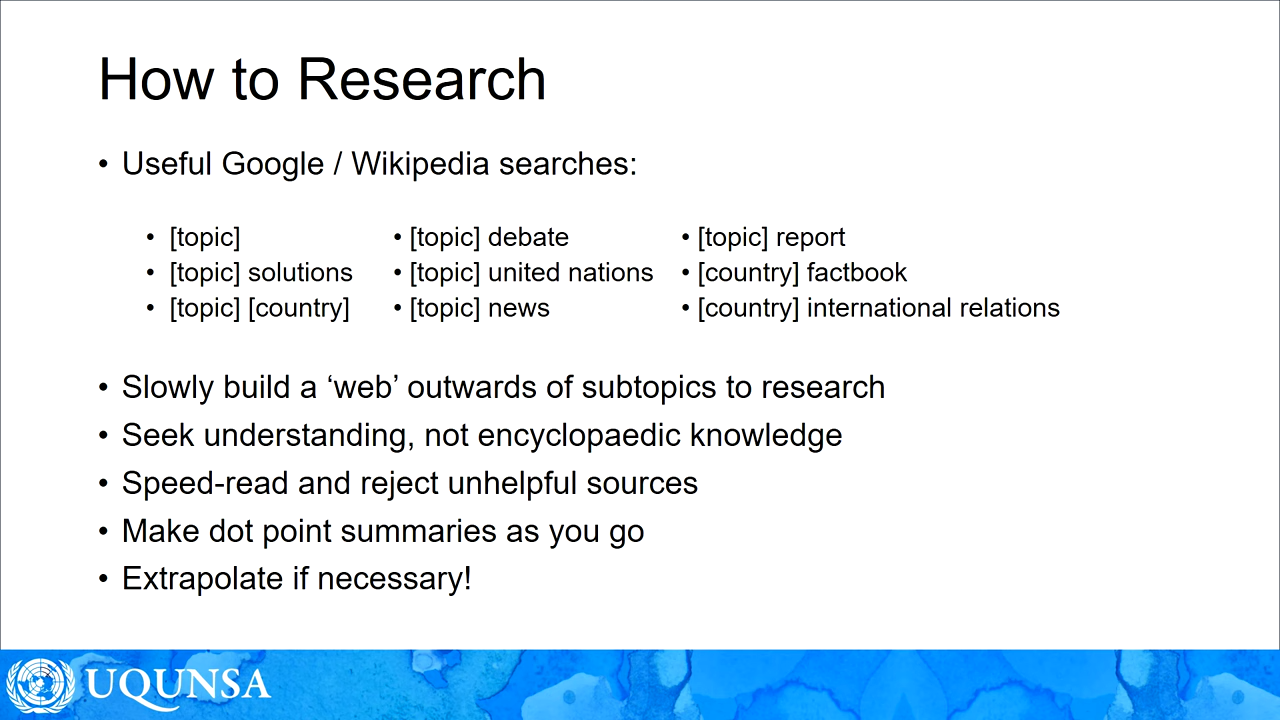 How to Research
• Useful Google / Wikipedia searches:
• [topic]
• [topic] solutions
• [topic] [country]
• [topic] debate
• [topic] united nations
• [topic] news
• [topic] report
• [country] factbook
• [country] international relations
• Slowly build a ‘web’ outwards of subtopics to research
• Seek understanding, not encyclopaedic knowledge
• Speed-read and reject unhelpful sources
• Make dot point summaries as you go
• Extrapolate if necessary!
UQUNSA